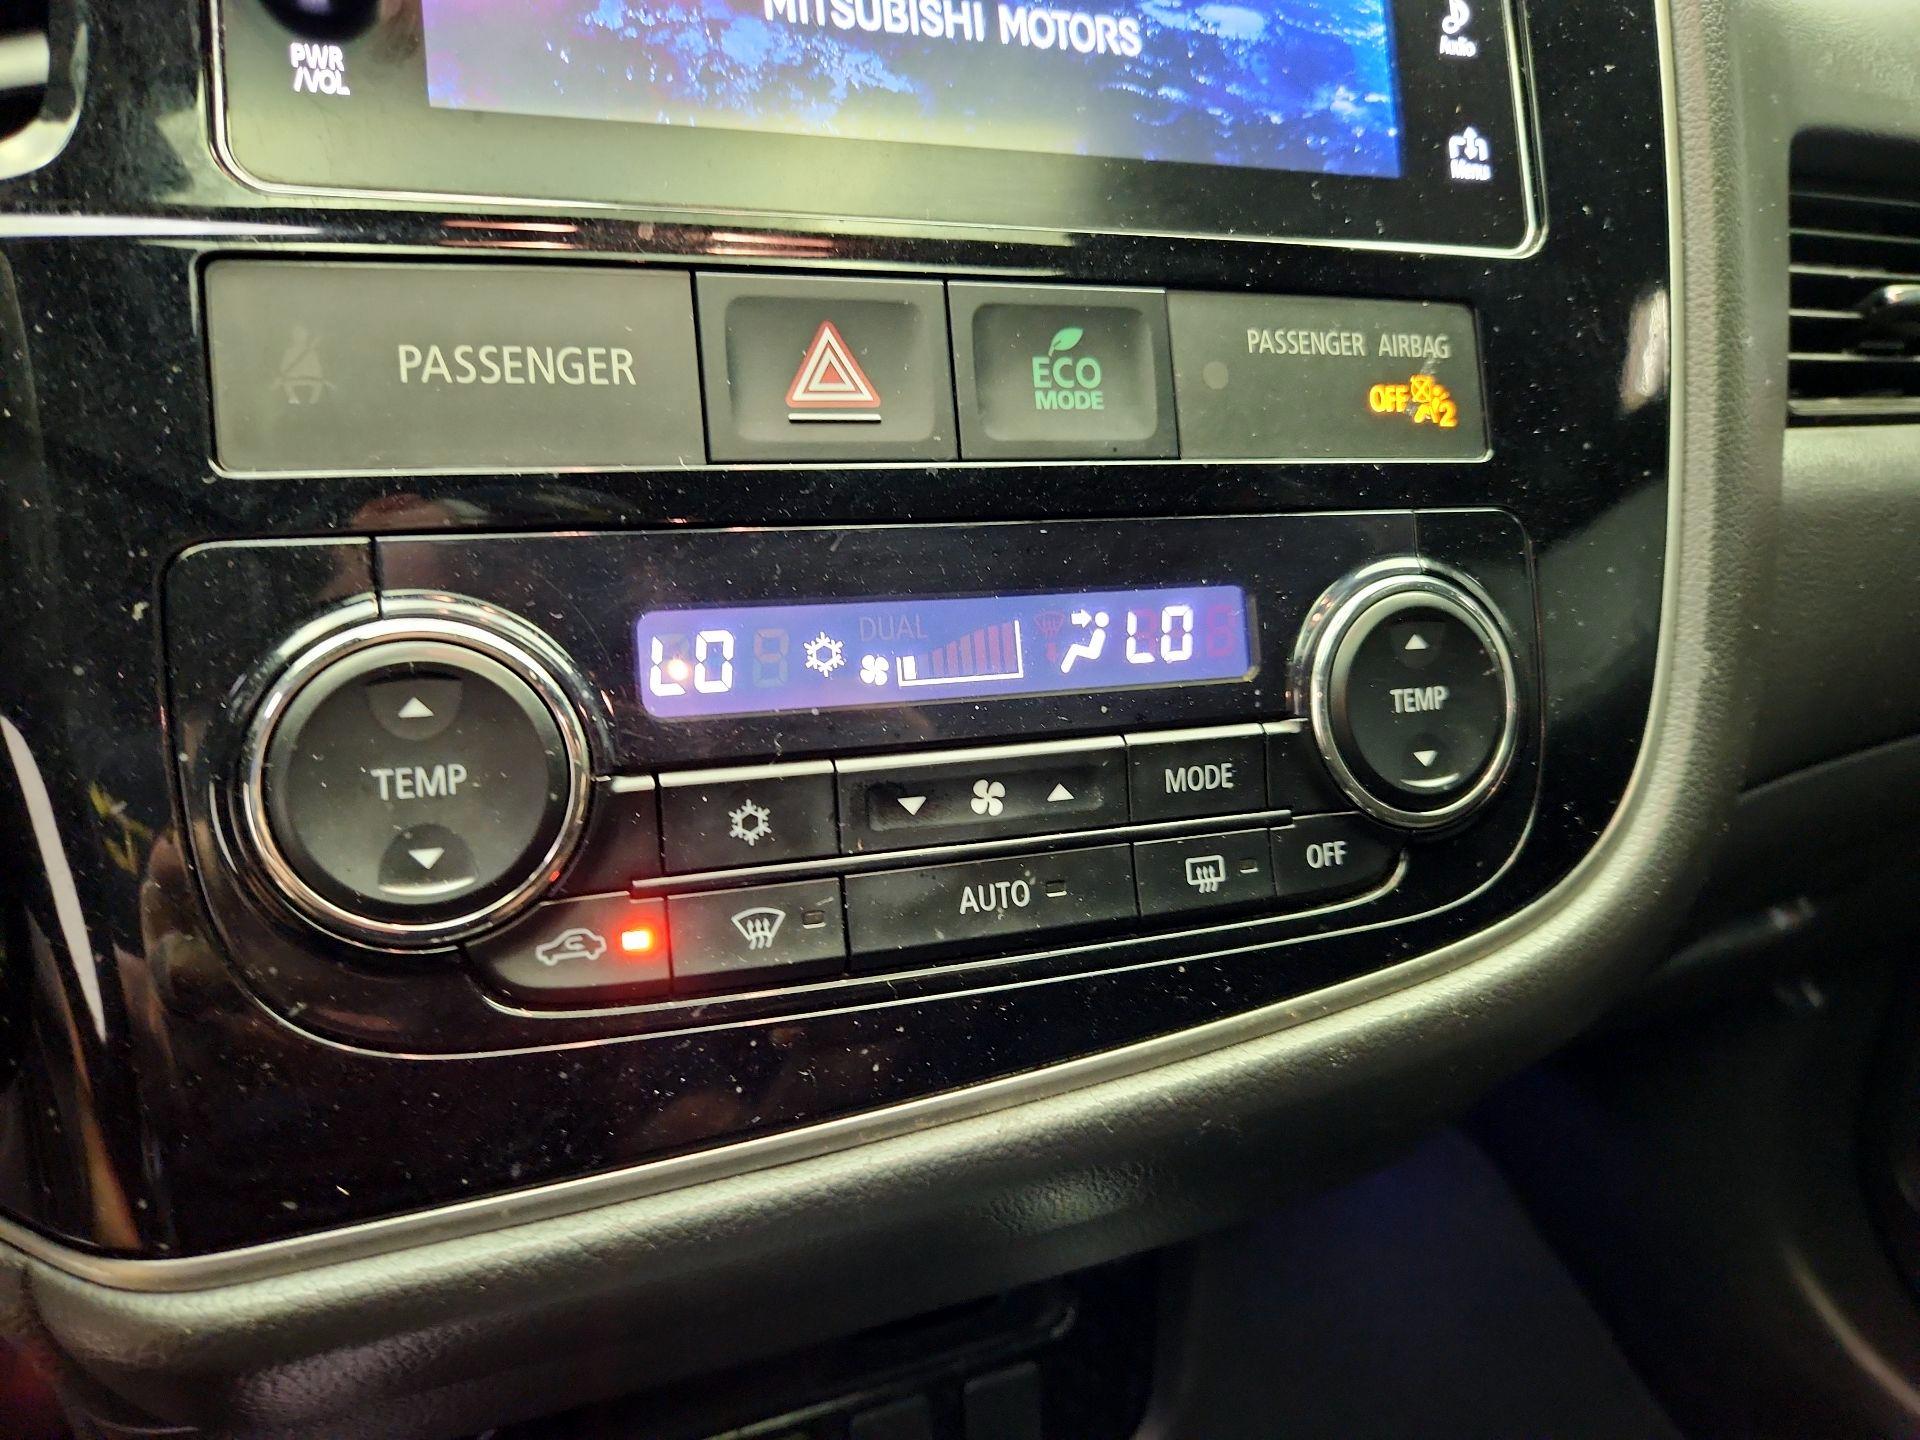 MITSUBISHI MOTORS
PWR
/VOL
Audio
Menu
PASSENGER
ECO
MODE
PASSENGER AIRBAG
OFF
2
LO
DUAL
LO
TEMP
TEMP
MODE
AUTO
OFF